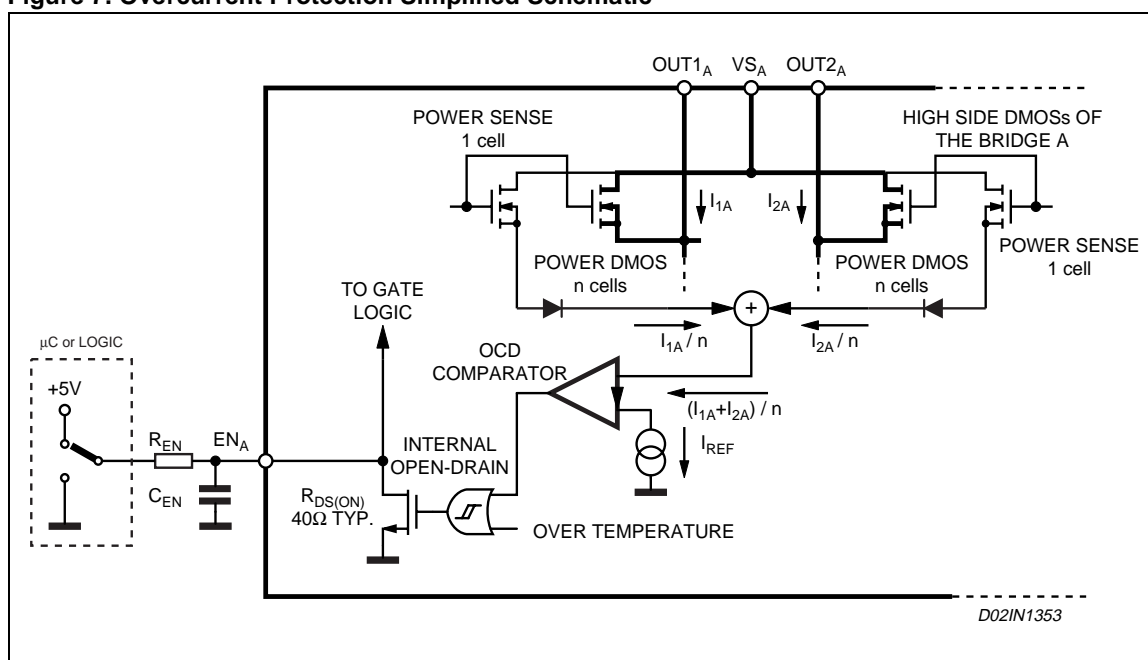 Figure 7. Overcurrent Protection Simplified Schematic
OUT1A VSA OUT2A
POWER SENSE
1 cell
HIGH SIDE DMOSs OF
THE BRIDGE A
I1A
I2A
POWER SENSE
1 cell
POWER DMOS
n cells
POWER DMOS
n cells
TO GATE
LOGIC
+
I1A / n
I2A / n
μC or LOGIC
OCD
COMPARATOR
+5V
(I1A+I2A) / n
REN
ENA
INTERNAL
OPEN-DRAIN
IREF
CEN
RDS(ON)
40Ω TYP.
OVER TEMPERATURE
D02IN1353